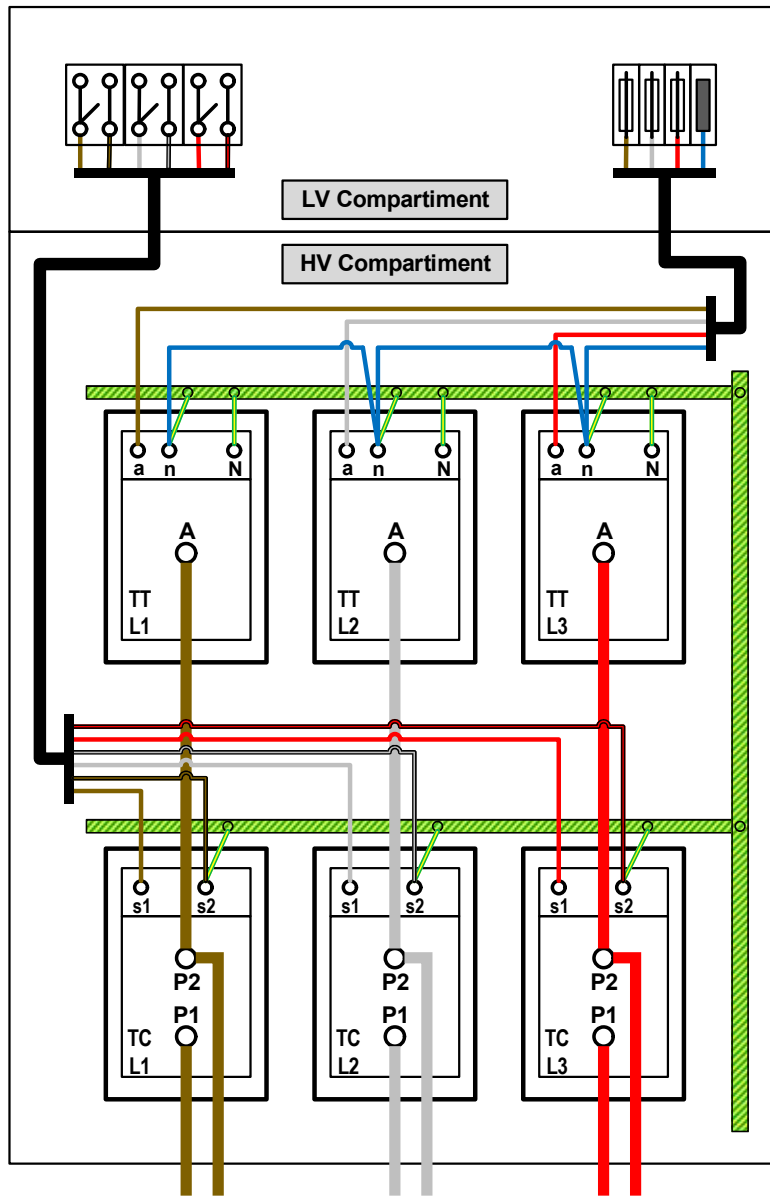 LV Compartiment
HV Compartiment
a n N a n N a n N
A A A
TT TT TT
L1 L2 L3
s1 s2 s1 s2 s1 s2
P2 P2 P2
P1 P1 P1
TC TC TC
L1 L2 L3